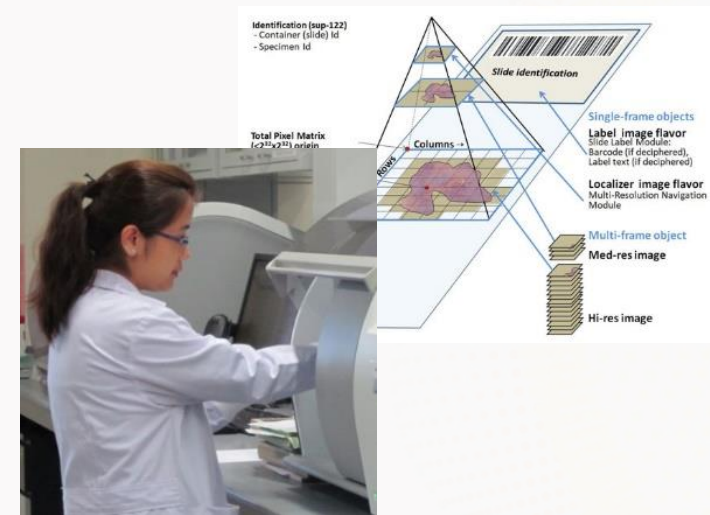 Identification (sup-122)
- Container (slide) Id
- Specimen Id
Slide identification
Total Pixel Matrix
(<2³²x2³²) origin
Columns →
Rows
Single-frame objects
Label image flavor
Slide Label Module:
Barcode (if deciphered),
Label text (if deciphered)
Localizer image flavor
Multi-Resolution Navigation
Module
Multi-frame object
Med-res image
Hi-res image